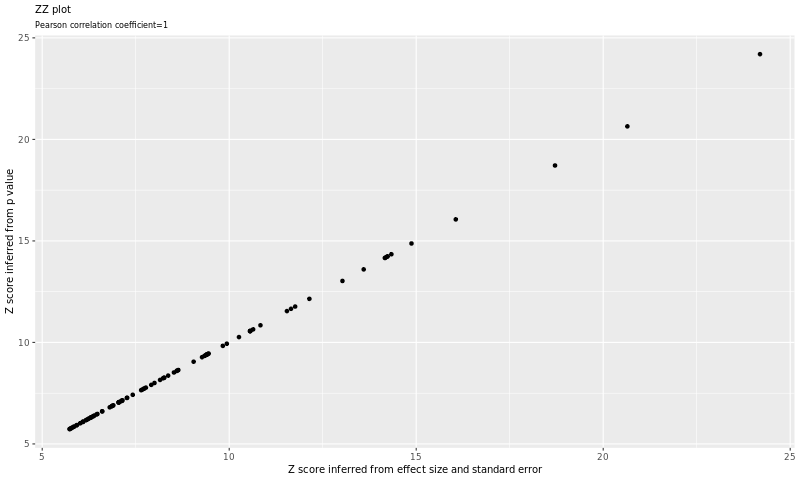 ZZ plot
Pearson correlation coefficient=1
25
20
15
10
5
Z score inferred from p value
5
10
15
20
25
Z score inferred from effect size and standard error